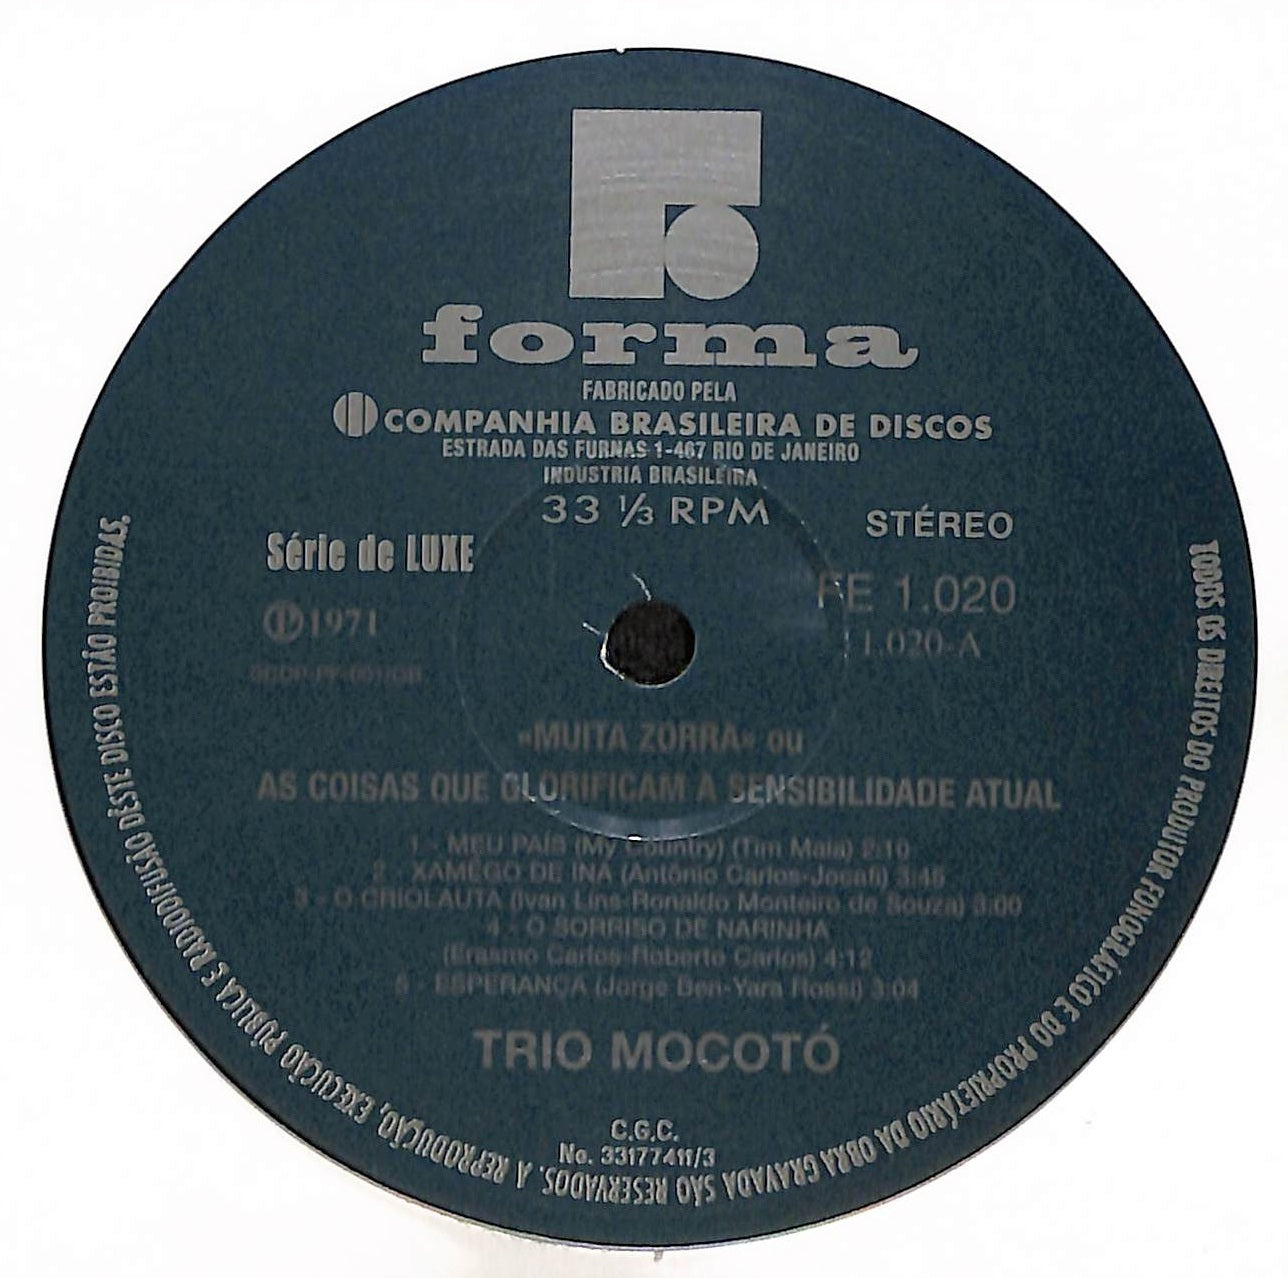 forma
FABRICADO PELA
COMPANHIA BRASILEIRA DE DISCOS
ESTRADA DAS FURNAS 1-467 RIO DE JANEIRO
INDUSTRIA BRASILEIRA
33 ⅓ RPM
STÉREO
Série de LUXE
FE 1.020
Ⓟ 1971
1.020-A
«MUITA ZORRA» ou
AS COISAS QUE GLORIFICAM A SENSIBILIDADE ATUAL
1 - MEU PAÍS (My Country) (Tim Maia) 2:10
2 - XAMÊGO DE INÁ (Antônio Carlos-Jocafi) 3:45
3 - O CRIOLAUTA (Ivan Lins-Ronaldo Monteiro de Souza) 3:00
4 - O SORRISO DE NARINHA
(Erasmo Carlos-Roberto Carlos) 4:12
5 - ESPERANÇA (Jorge Ben-Yara Rossi) 3:04
TRIO MOCOTÓ
C.G.C.
No. 33177411/3
TODOS OS DIREITOS DO PRODUTOR FONOGRÁFICO E DO PROPRIETÁRIO DA OBRA GRAVADA SÃO RESERVADOS. A REPRODUÇÃO, EXECUÇÃO PÚBLICA E RADIODIFUSÃO DÊSTE DISCO ESTÃO PROIBIDAS.